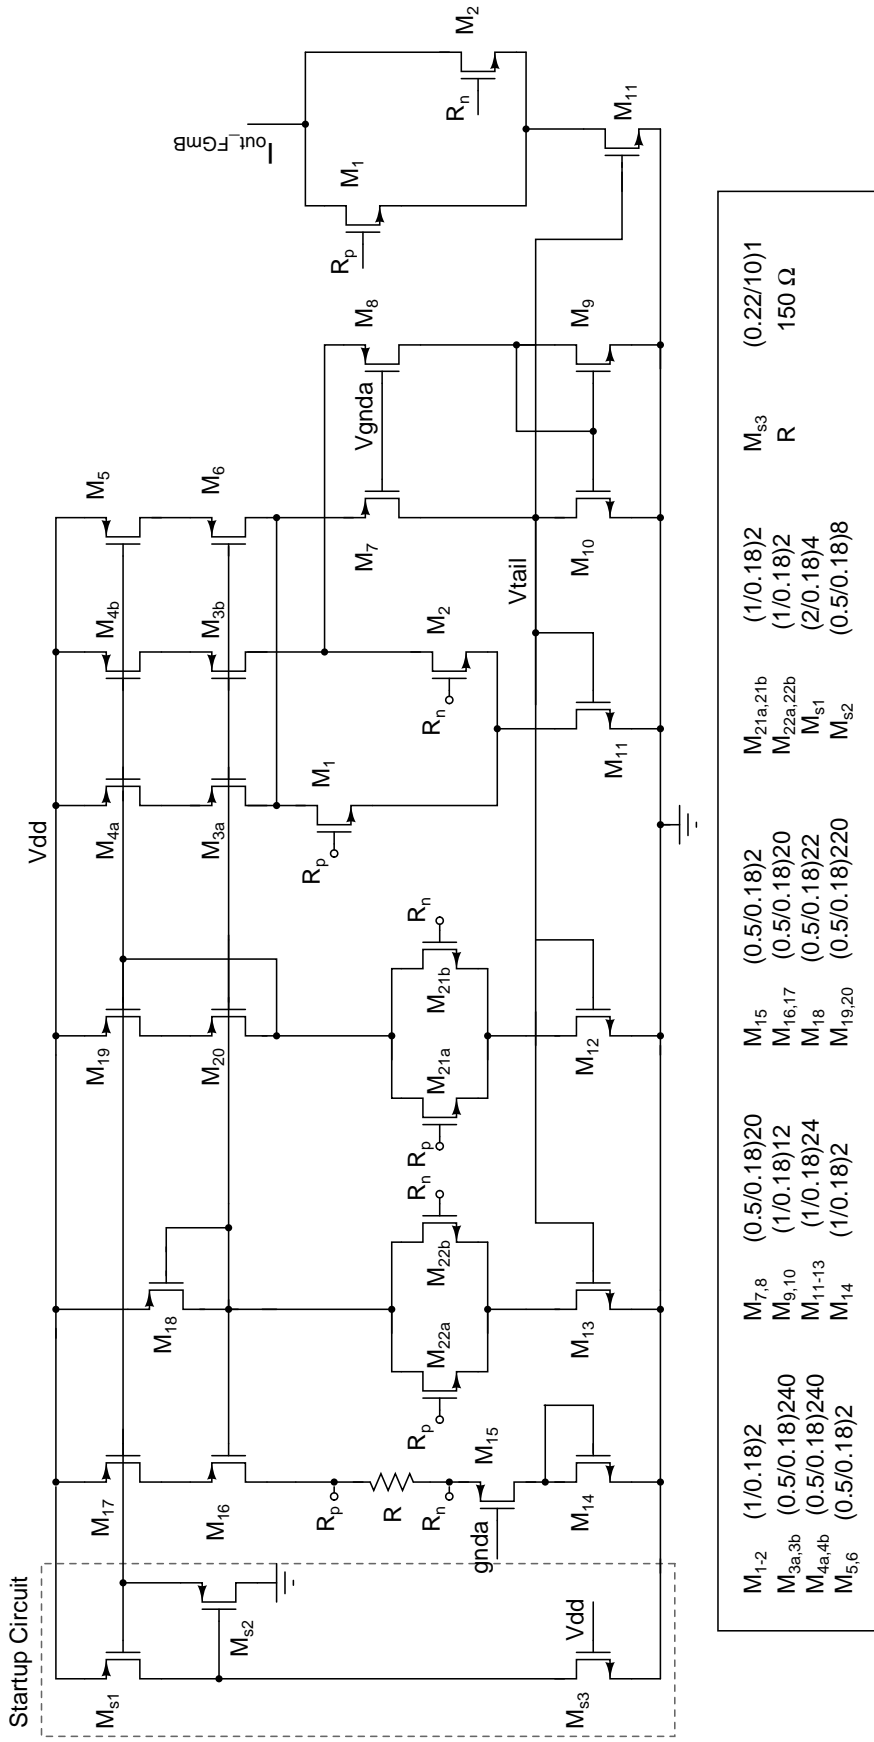 Startup Circuit
Vdd
Ms1
Ms2
Ms3
Vdd
M17
M16
Rp
R
Rn
M15
gnda
M14
M18
Rp
M22a
M22b
Rn
M13
M19
M20
Rp
M21a
M21b
Rn
M12
M4a
M4b
M5
M3a
M3b
M6
Rp
M1
Rn
M2
M11
M7
Vgnda
M8
Vtail
M10
M9
Iout_FGmB
Rp
M1
Rn
M2
M11
M1-2 (1/0.18)2
M3a,3b (0.5/0.18)240
M4a,4b (0.5/0.18)240
M5,6 (0.5/0.18)2
M7,8 (0.5/0.18)20
M9,10 (1/0.18)12
M11-13 (1/0.18)24
M14 (1/0.18)2
M15 (0.5/0.18)2
M16,17 (0.5/0.18)20
M18 (0.5/0.18)22
M19,20 (0.5/0.18)220
M21a,21b (1/0.18)2
M22a,22b (1/0.18)2
Ms1 (2/0.18)4
Ms2 (0.5/0.18)8
Ms3 (0.22/10)1
R 150 Ω